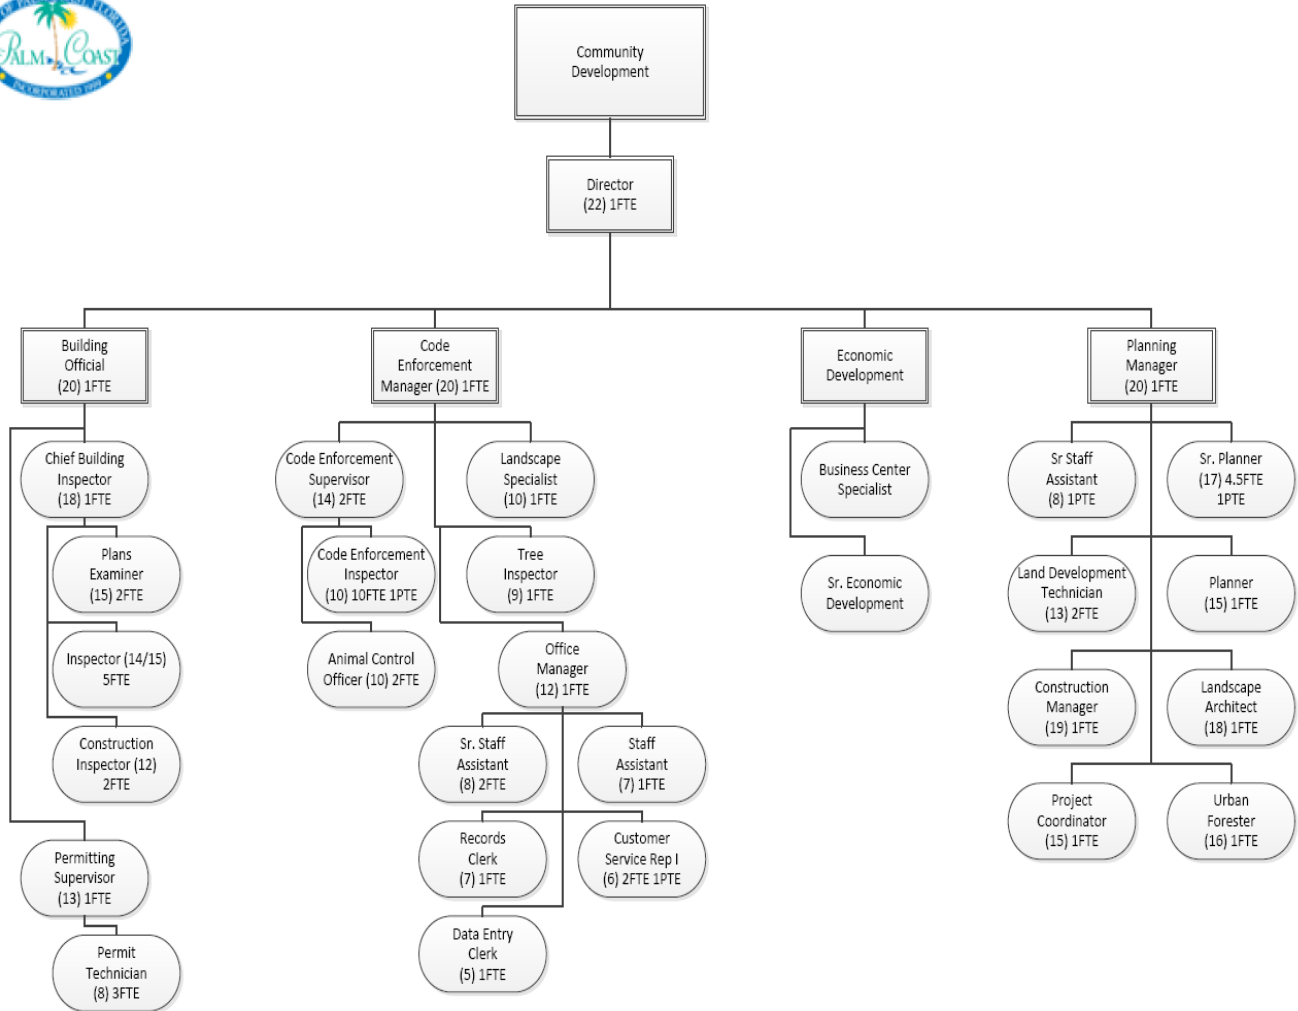 PALM COAST
INCORPORATED 1999
Community
Development
Director
(22) 1FTE
Building
Official
(20) 1FTE
Code
Enforcement
Manager (20) 1FTE
Economic
Development
Planning
Manager
(20) 1FTE
Chief Building
Inspector
(18) 1FTE
Plans
Examiner
(15) 2FTE
Inspector (14/15)
5FTE
Construction
Inspector (12)
2FTE
Permitting
Supervisor
(13) 1FTE
Permit
Technician
(8) 3FTE
Code Enforcement
Supervisor
(14) 2FTE
Landscape
Specialist
(10) 1FTE
Code Enforcement
Inspector
(10) 10FTE 1PTE
Tree
Inspector
(9) 1FTE
Animal Control
Officer (10) 2FTE
Office
Manager
(12) 1FTE
Sr. Staff
Assistant
(8) 2FTE
Staff
Assistant
(7) 1FTE
Records
Clerk
(7) 1FTE
Customer
Service Rep I
(6) 2FTE 1PTE
Data Entry
Clerk
(5) 1FTE
Business Center
Specialist
Sr. Economic
Development
Sr Staff
Assistant
(8) 1PTE
Sr. Planner
(17) 4.5FTE
1PTE
Land Development
Technician
(13) 2FTE
Planner
(15) 1FTE
Construction
Manager
(19) 1FTE
Landscape
Architect
(18) 1FTE
Project
Coordinator
(15) 1FTE
Urban
Forester
(16) 1FTE